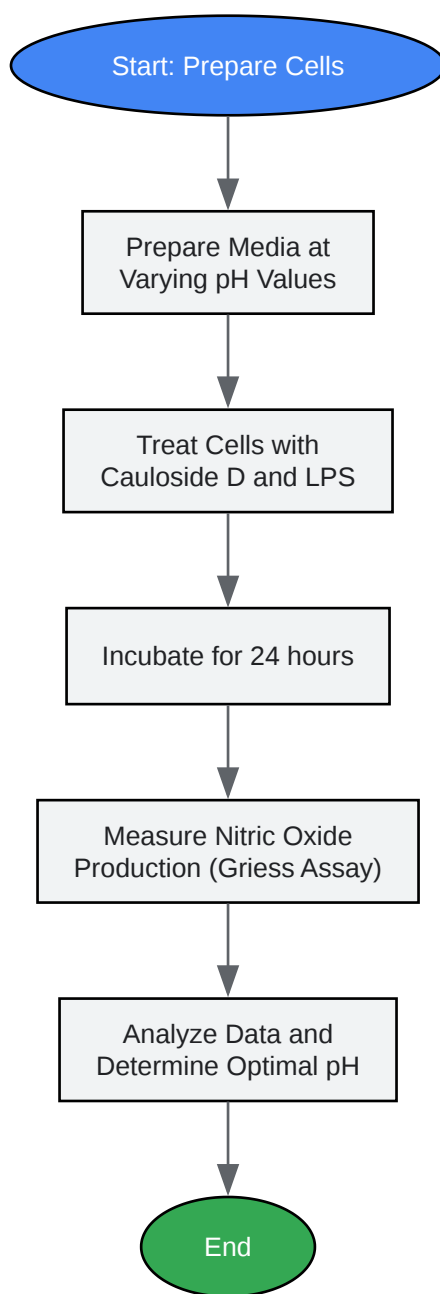 Start: Prepare Cells
Prepare Media at
Varying pH Values
Treat Cells with
Cauloside D and LPS
Incubate for 24 hours
Measure Nitric Oxide
Production (Griess Assay)
Analyze Data and
Determine Optimal pH
End